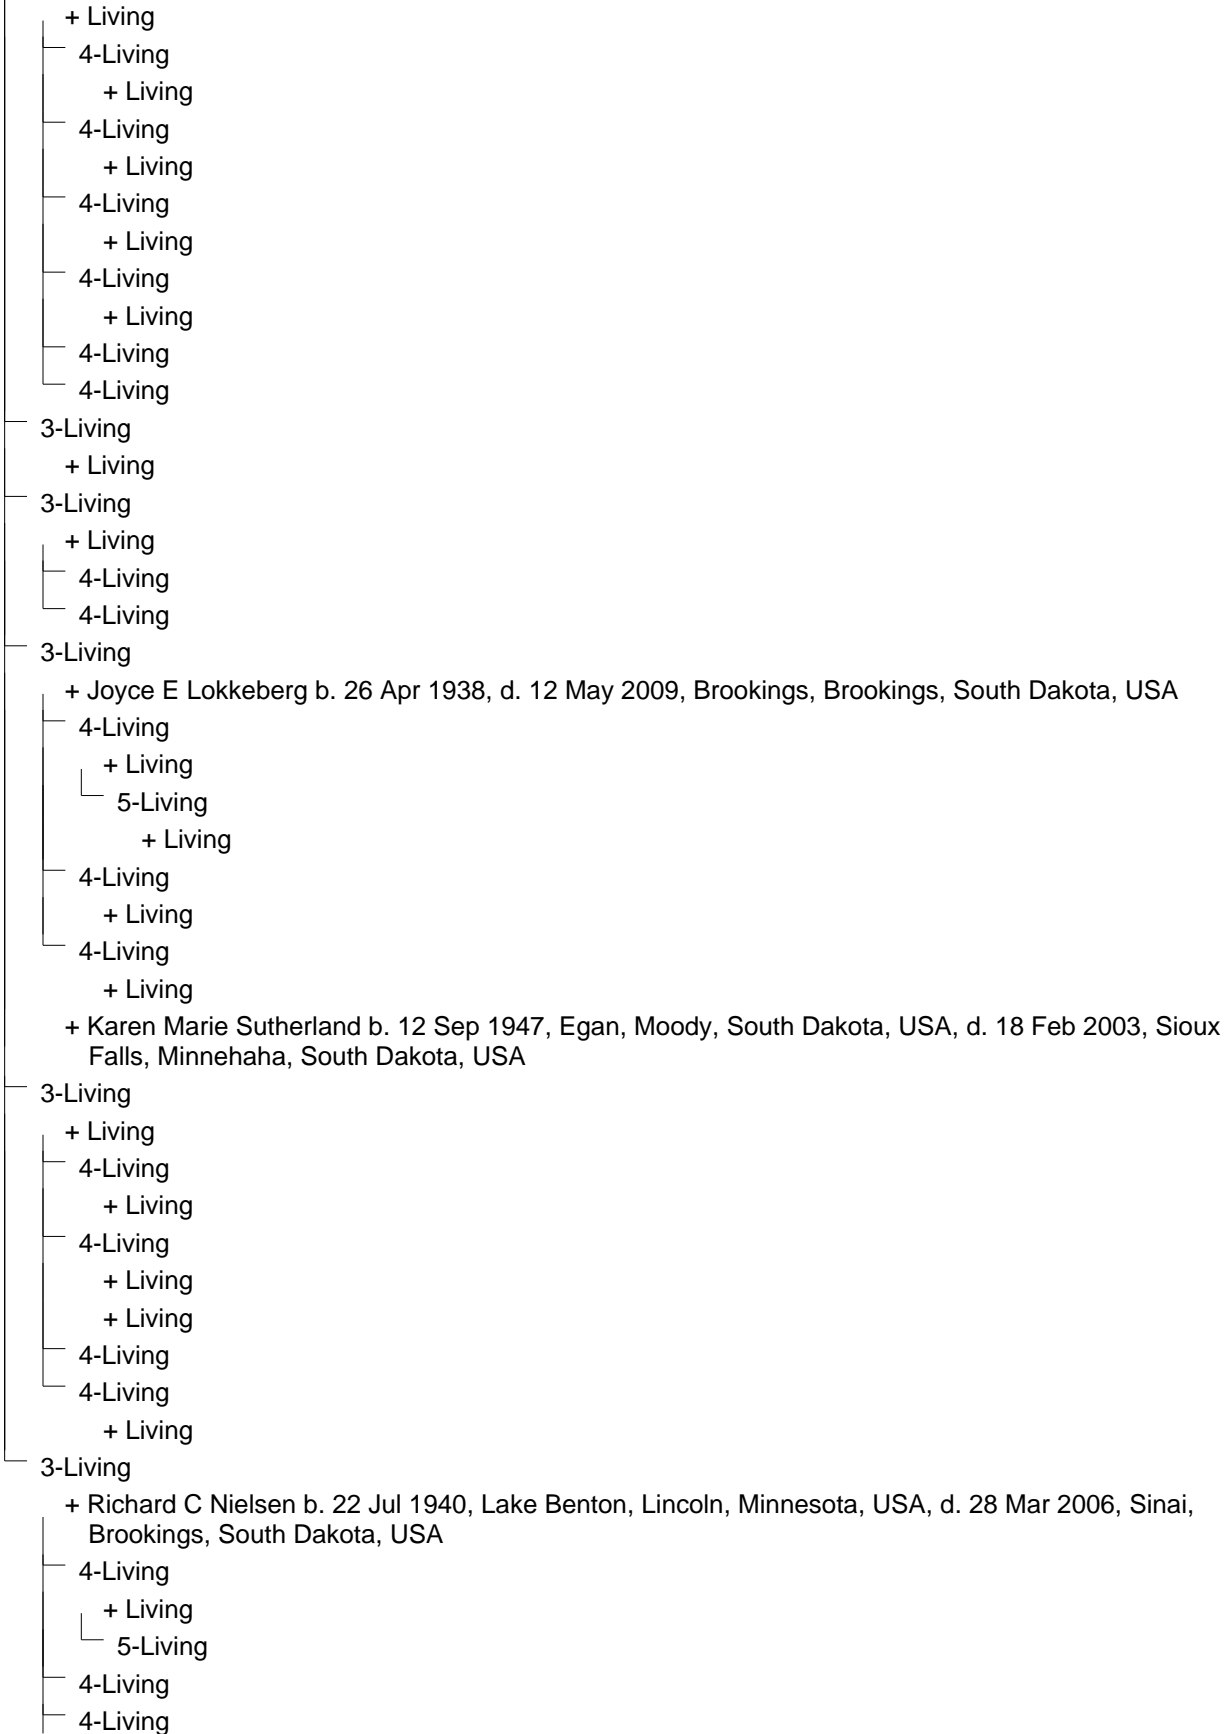 + Living
4-Living
+ Living
4-Living
+ Living
4-Living
+ Living
4-Living
+ Living
4-Living
4-Living
3-Living
+ Living
3-Living
+ Living
4-Living
4-Living
3-Living
+ Joyce E Lokkeberg b. 26 Apr 1938, d. 12 May 2009, Brookings, Brookings, South Dakota, USA
4-Living
+ Living
5-Living
+ Living
4-Living
+ Living
4-Living
+ Living
+ Karen Marie Sutherland b. 12 Sep 1947, Egan, Moody, South Dakota, USA, d. 18 Feb 2003, Sioux
Falls, Minnehaha, South Dakota, USA
3-Living
+ Living
4-Living
+ Living
4-Living
+ Living
+ Living
4-Living
4-Living
+ Living
3-Living
+ Richard C Nielsen b. 22 Jul 1940, Lake Benton, Lincoln, Minnesota, USA, d. 28 Mar 2006, Sinai,
Brookings, South Dakota, USA
4-Living
+ Living
5-Living
4-Living
4-Living